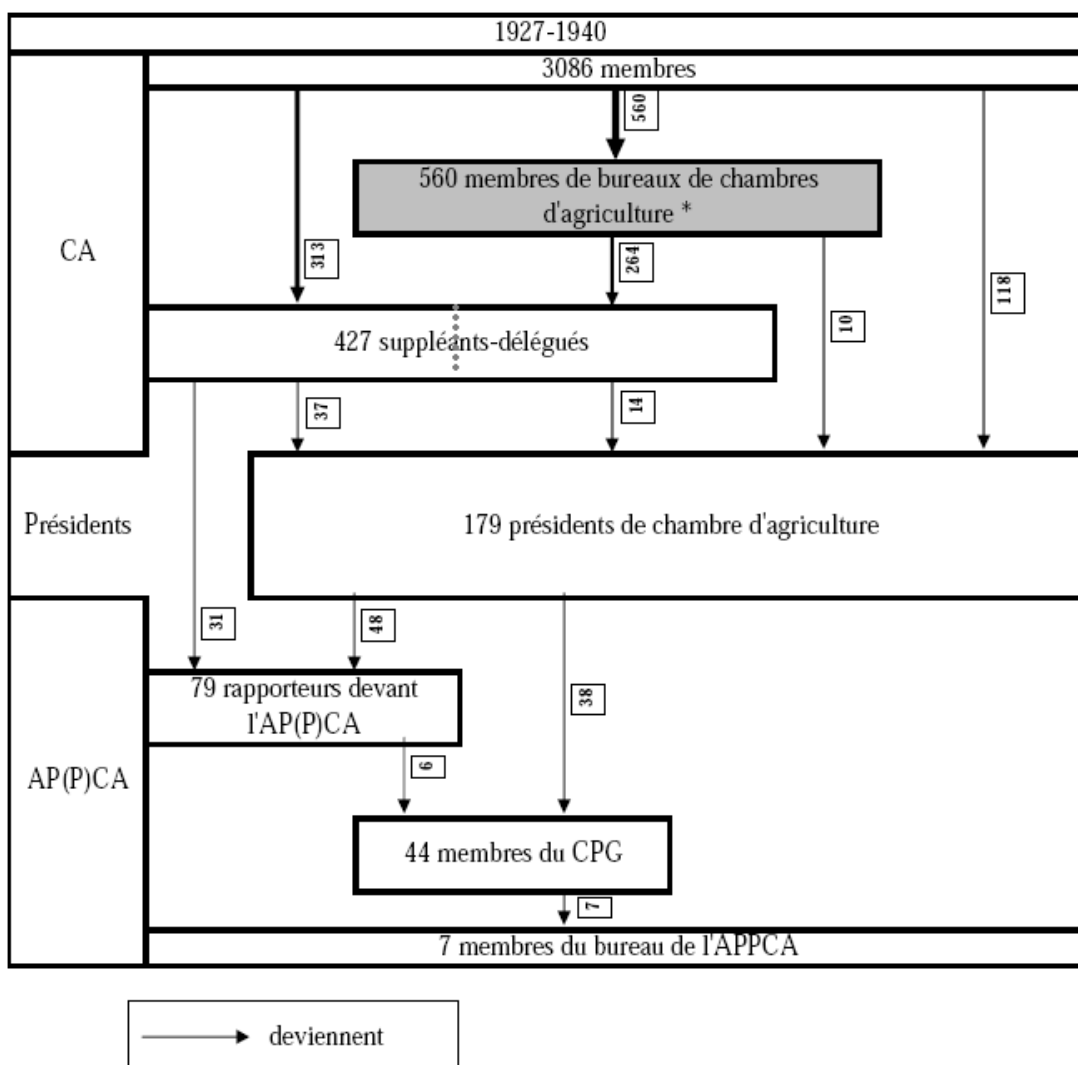 1927-1940
3086 membres
560
560 membres de bureaux de chambres
d'agriculture *
CA
313
264
10
118
427 suppléants-délégués
37
14
Présidents
179 présidents de chambre d'agriculture
31
48
79 rapporteurs devant
l'AP(P)CA
38
6
AP(P)CA
44 membres du CPG
7
7 membres du bureau de l'APPCA
deviennent